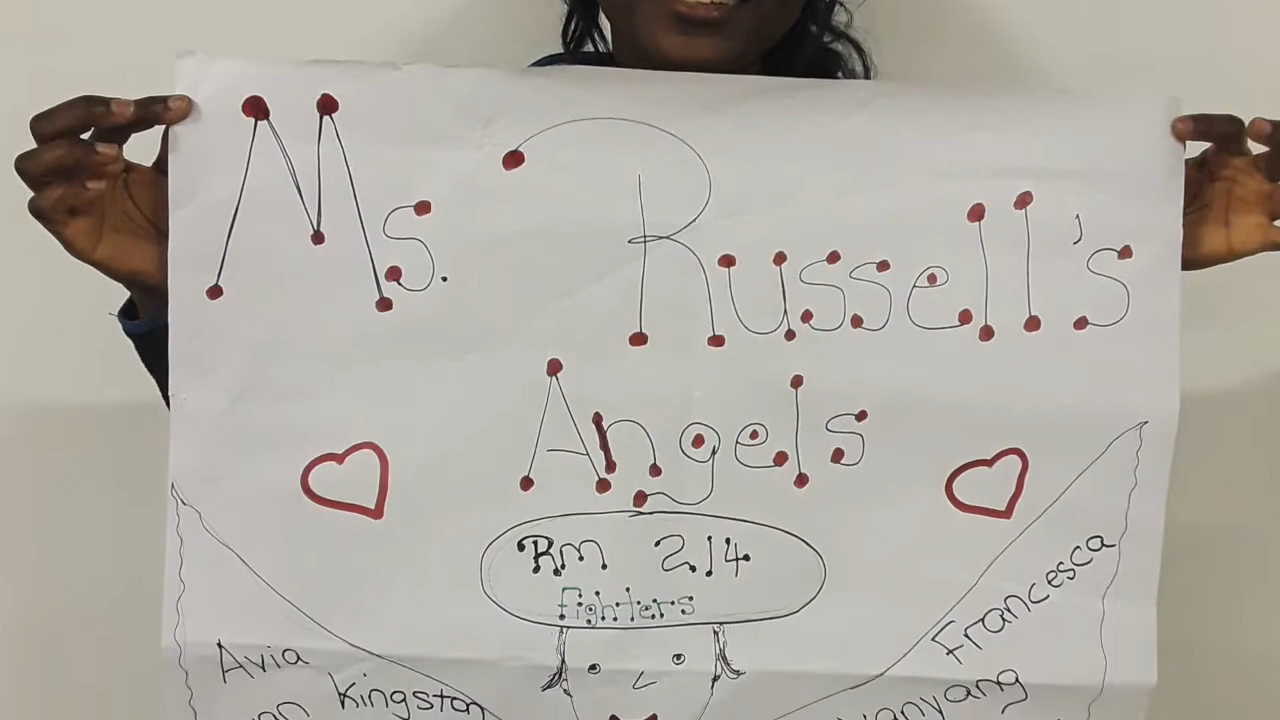 Ms. Russell's
Angels
RM 214
fighters
Avia
Kingston
Francesca